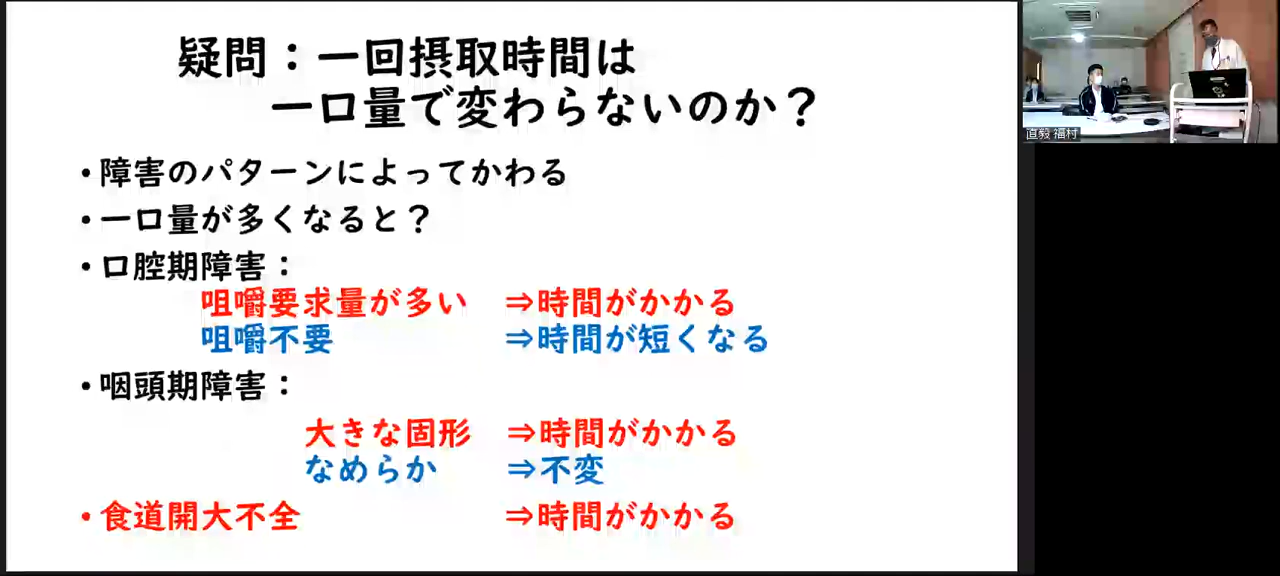 疑問：一回摂取時間は
一口量で変わらないのか？
・障害のパターンによってかわる
・一口量が多くなると？
・口腔期障害：
咀嚼要求量が多い ⇒時間がかかる
咀嚼不要 ⇒時間が短くなる
・咽頭期障害：
大きな固形 ⇒時間がかかる
なめらか ⇒不変
・食道開大不全 ⇒時間がかかる
直毅 福村